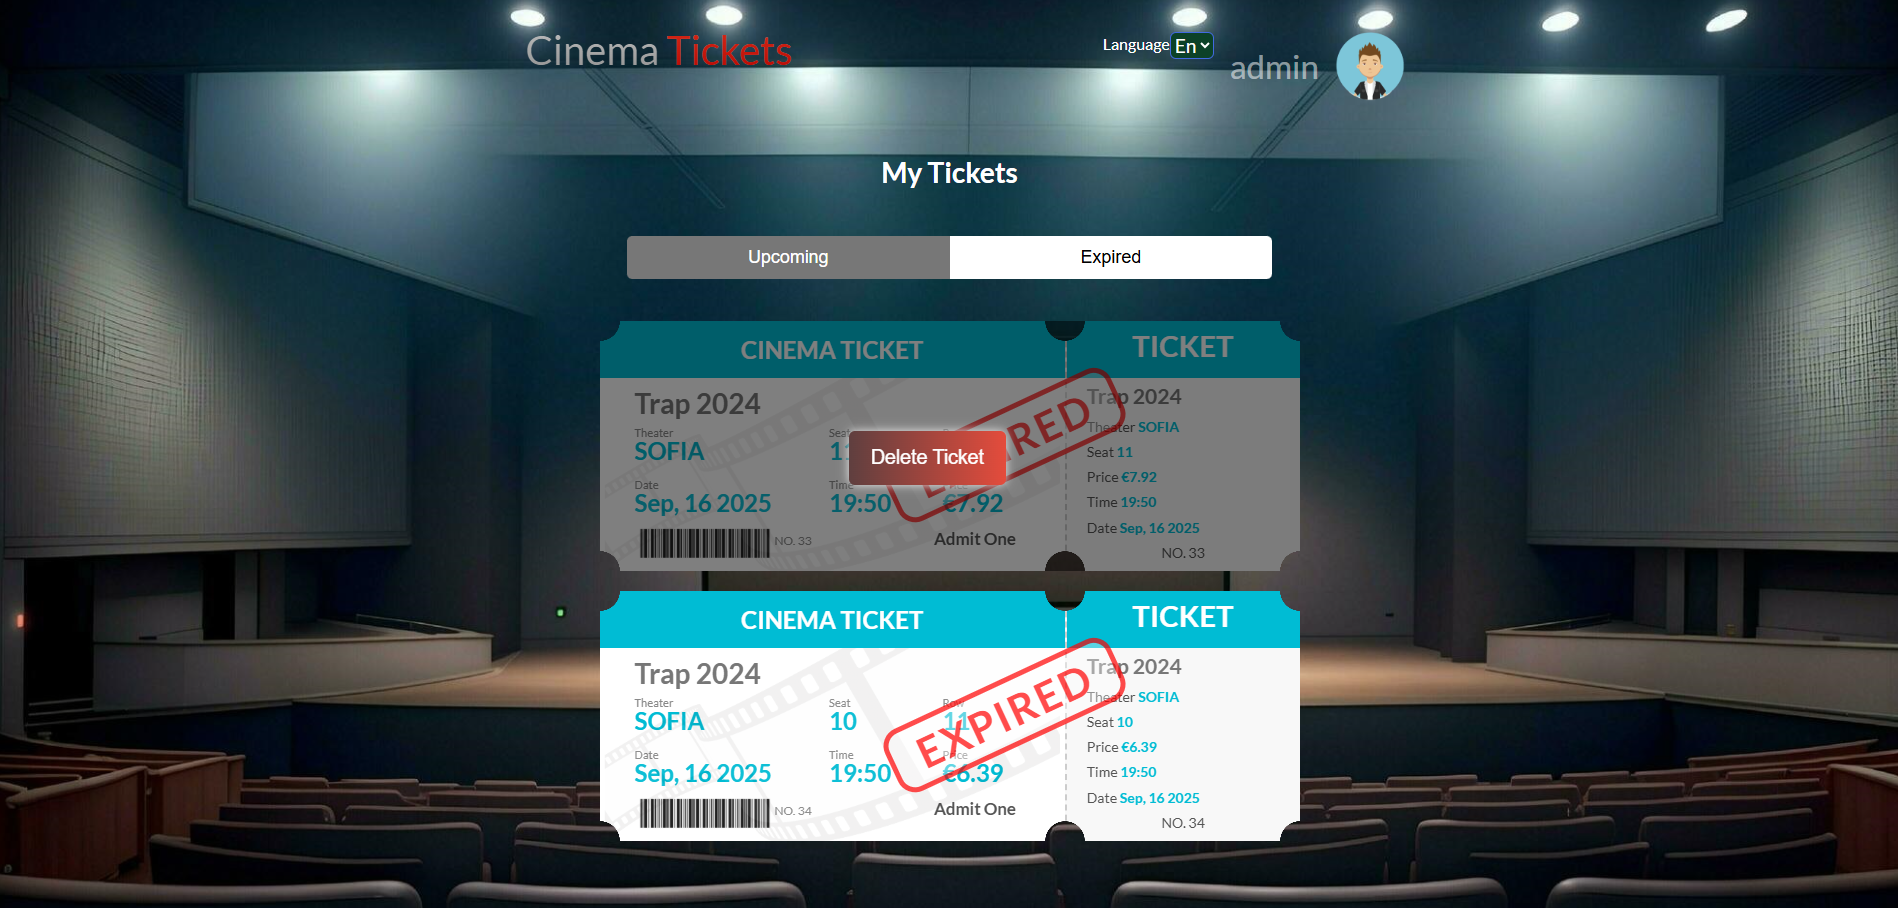 Cinema Tickets
Language En
admin
My Tickets
Upcoming
Expired
CINEMA TICKET
Trap 2024
Theater
SOFIA
Seat
Delete Ticket
Date
Sep, 16 2025
Time
19:50
€7.92
NO. 33
Admit One
TICKET
Trap 2024
Theater SOFIA
Seat 11
Price €7.92
Time 19:50
Date Sep, 16 2025
NO. 33
CINEMA TICKET
Trap 2024
Theater
SOFIA
Seat
10
Row
11
Date
Sep, 16 2025
Time
19:50
Price
€6.39
EXPIRED
NO. 34
Admit One
TICKET
Trap 2024
Theater SOFIA
Seat 10
Price €6.39
Time 19:50
Date Sep, 16 2025
NO. 34